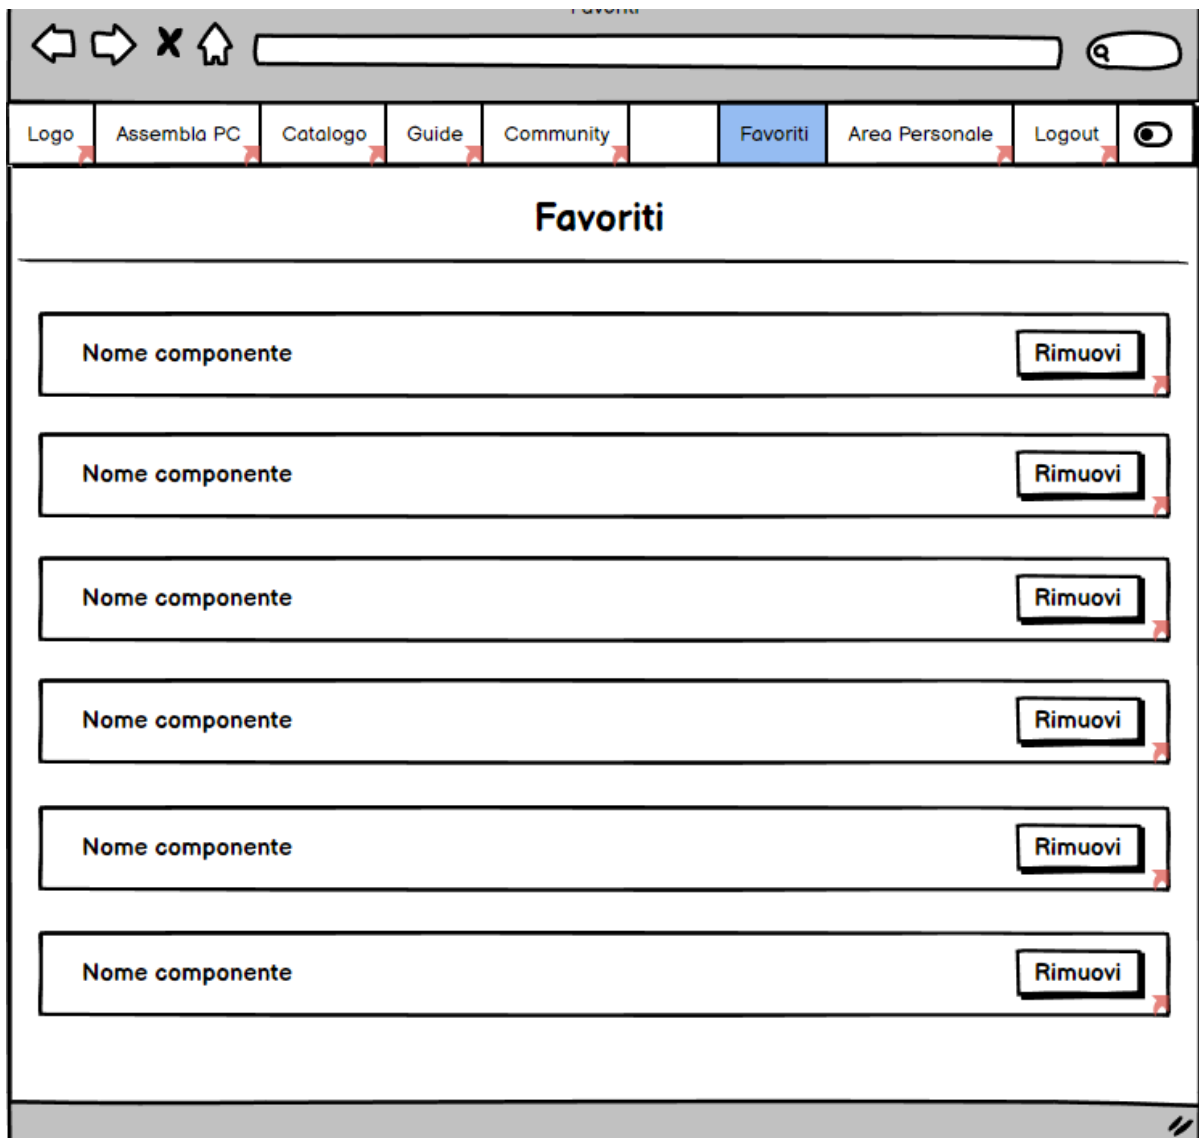 Favoriti
Logo Assembla PC Catalogo Guide Community Favoriti Area Personale Logout
Favoriti
Nome componente Rimuovi
Nome componente Rimuovi
Nome componente Rimuovi
Nome componente Rimuovi
Nome componente Rimuovi
Nome componente Rimuovi